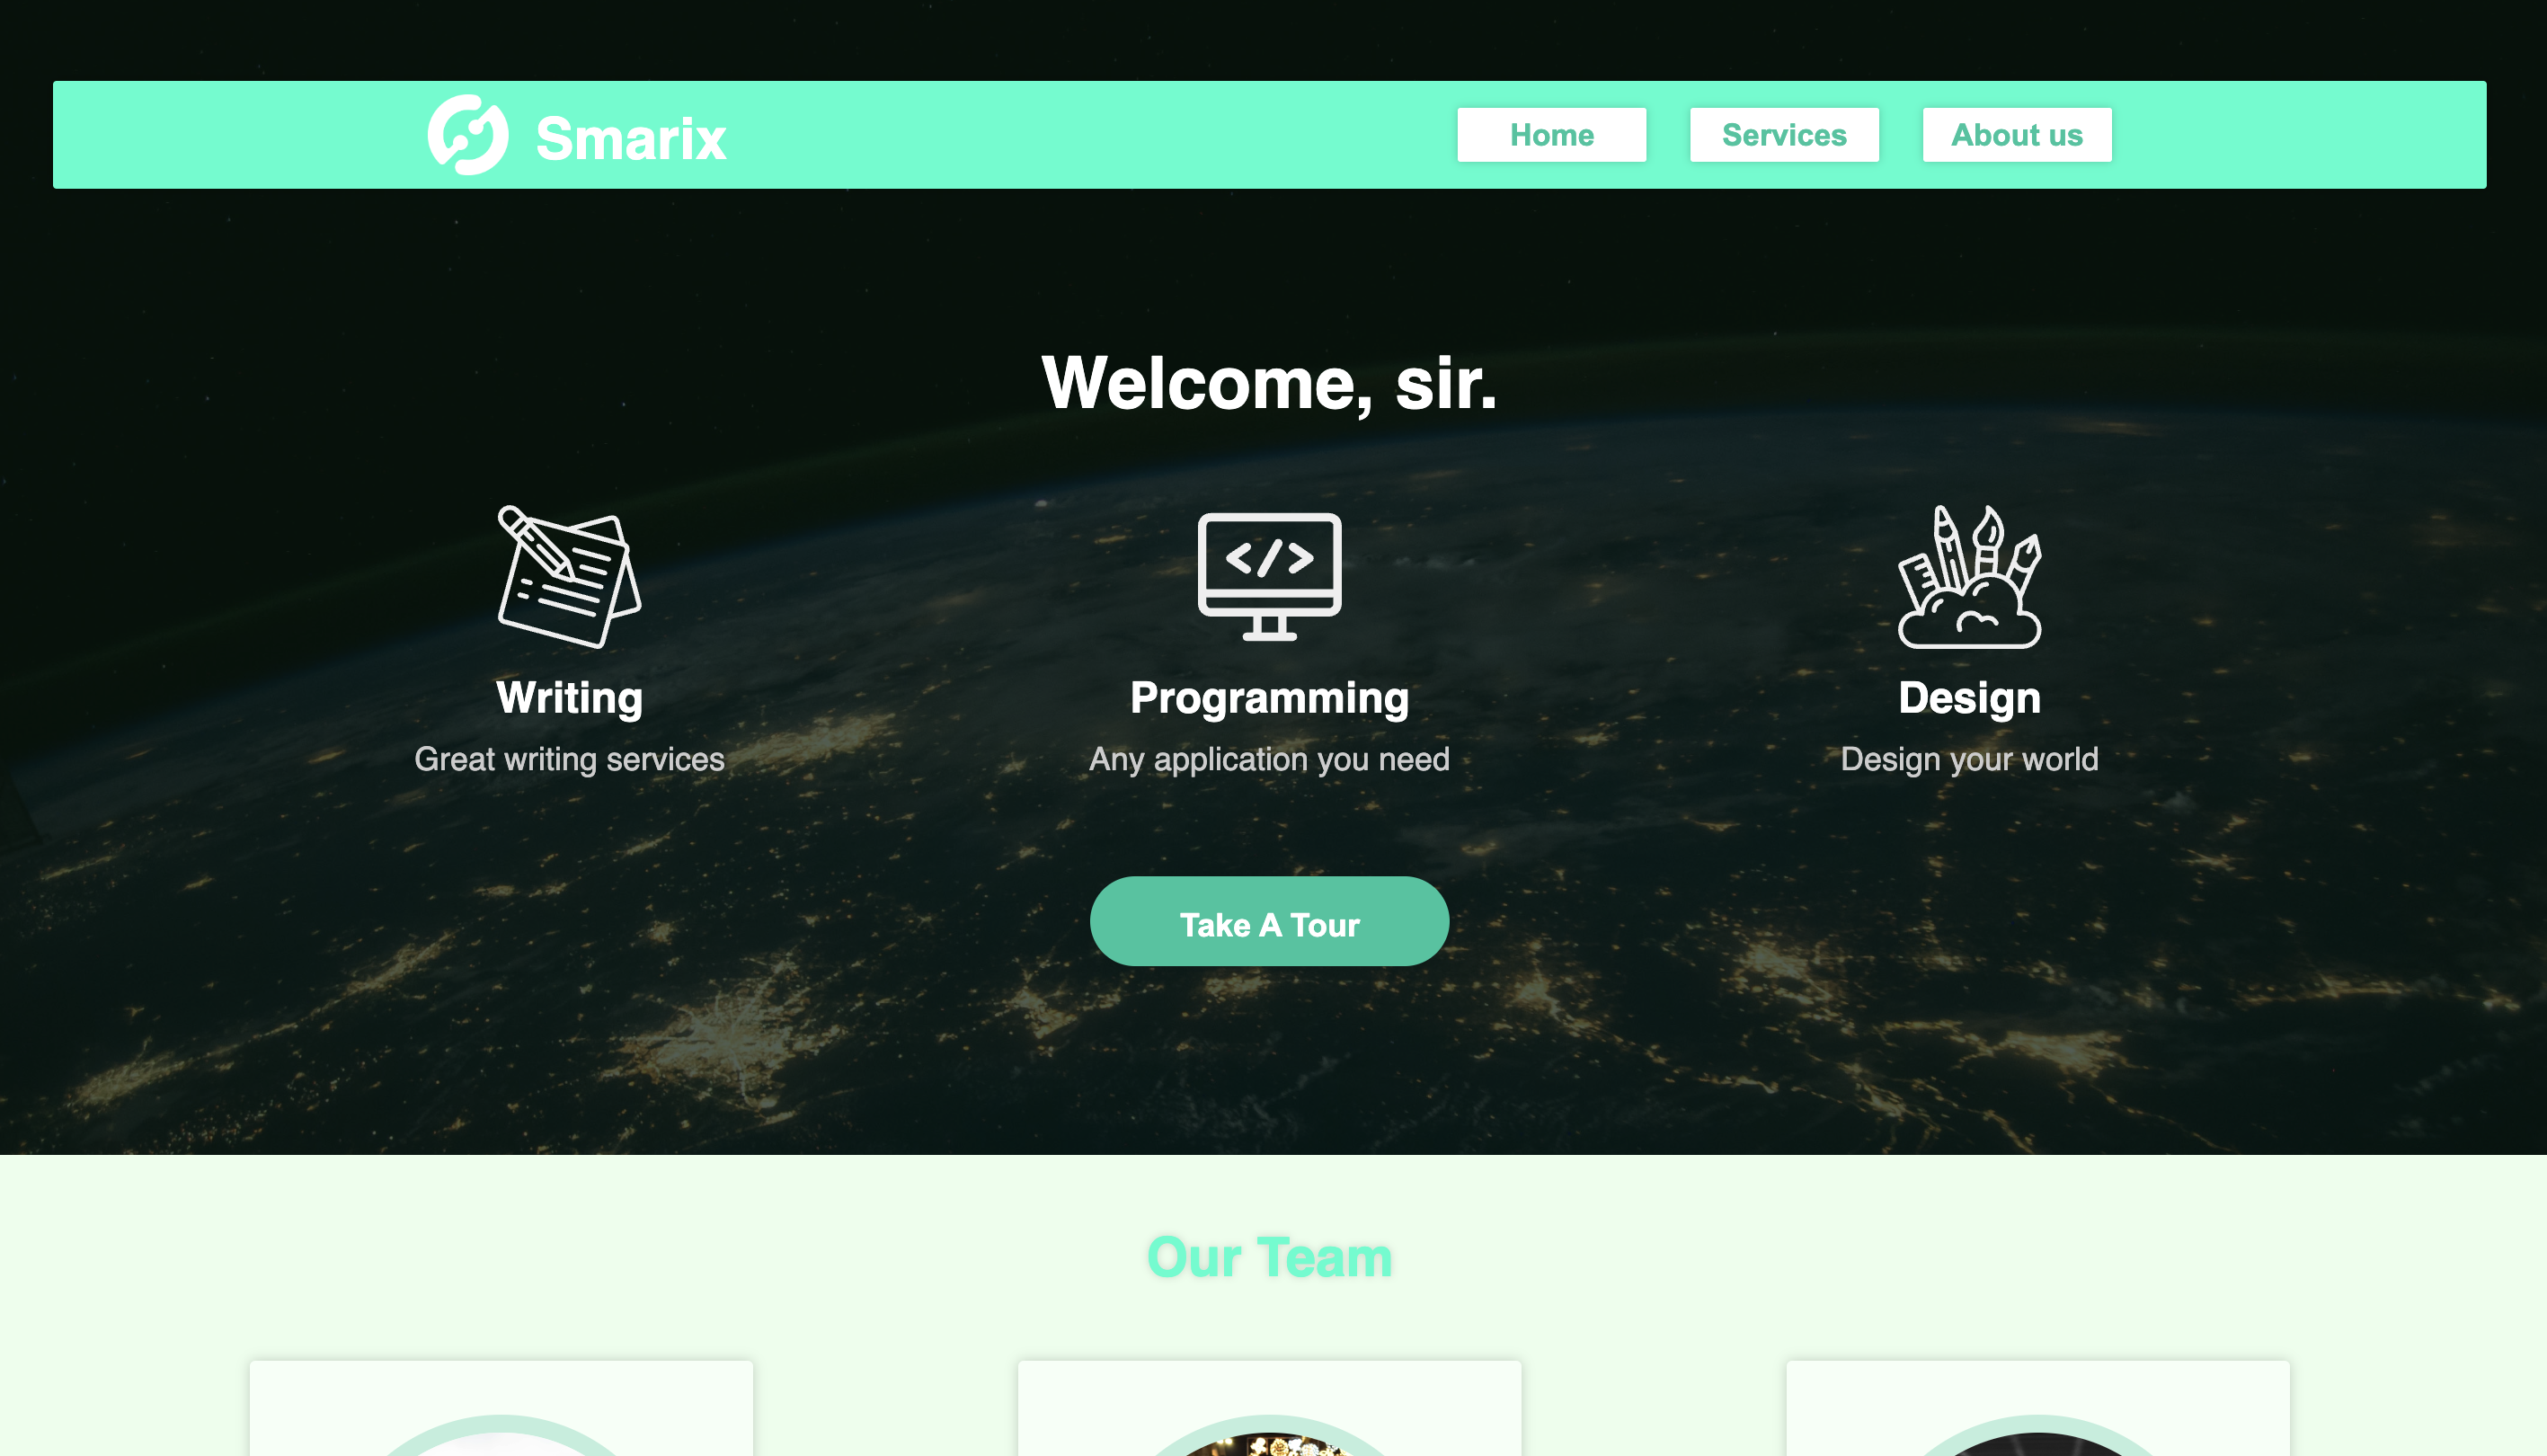 Smarix
Home
Services
About us
Welcome, sir.
</>
Writing
Programming
Design
Great writing services
Any application you need
Design your world
Take A Tour
Our Team